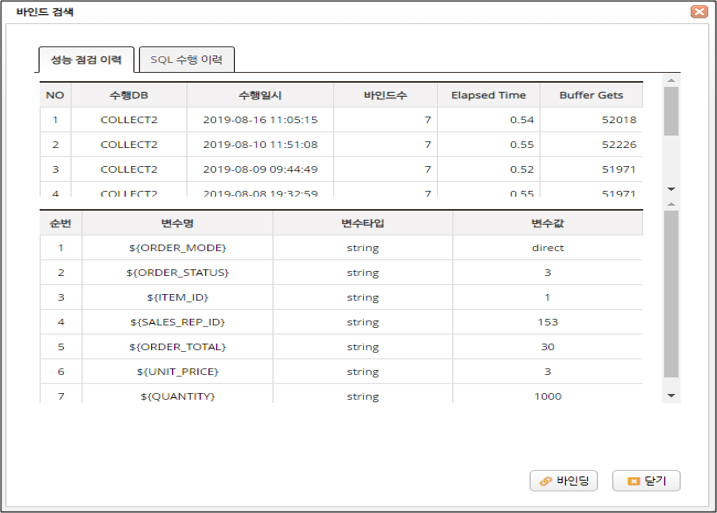 바인드 검색
성능 점검 이력 SQL 수행 이력
NO 수행DB 수행일시 바인드수 Elapsed Time Buffer Gets
1 COLLECT2 2019-08-16 11:05:15 7 0.54 52018
2 COLLECT2 2019-08-10 11:51:08 7 0.55 52226
3 COLLECT2 2019-08-09 09:44:49 7 0.52 51971
4 COLLECT2 2019-08-08 19:32:59 7 0.55 51971
순번 변수명 변수타입 변수값
1 ${ORDER_MODE} string direct
2 ${ORDER_STATUS} string 3
3 ${ITEM_ID} string 1
4 ${SALES_REP_ID} string 153
5 ${ORDER_TOTAL} string 30
6 ${UNIT_PRICE} string 3
7 ${QUANTITY} string 1000
바인딩 닫기